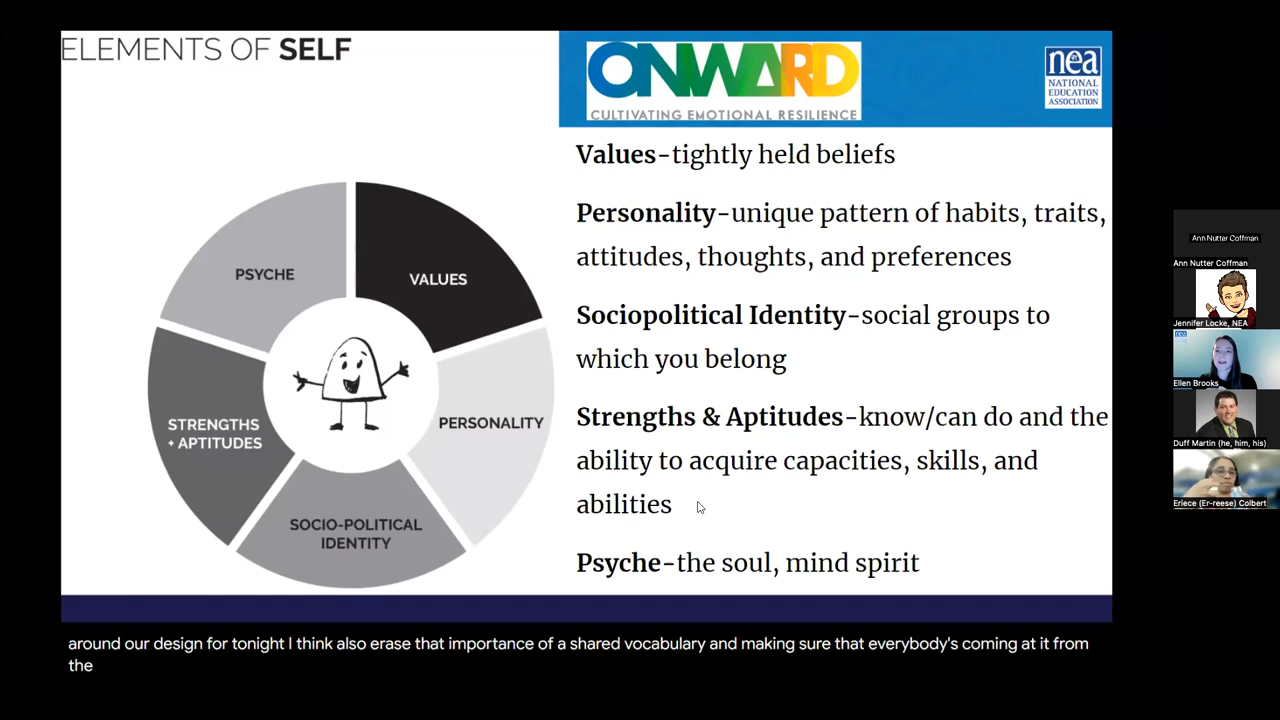 ELEMENTS OF SELF
ONWARD
CULTIVATING EMOTIONAL RESILIENCE
nea
NATIONAL
EDUCATION
ASSOCIATION
PSYCHE
VALUES
STRENGTHS
+ APTITUDES
PERSONALITY
SOCIO-POLITICAL
IDENTITY
Values-tightly held beliefs
Personality-unique pattern of habits, traits,
attitudes, thoughts, and preferences
Sociopolitical Identity-social groups to
which you belong
Strengths & Aptitudes-know/can do and the
ability to acquire capacities, skills, and
abilities
Psyche-the soul, mind spirit
Ann Nutter Coffman
Ann Nutter Coffman
Jennifer Locke, NEA
nea
Ellen Brooks
Duff Martin (he, him, his)
Eriece (Er-reese) Colbert
around our design for tonight I think also erase that importance of a shared vocabulary and making sure that everybody's coming at it from
the